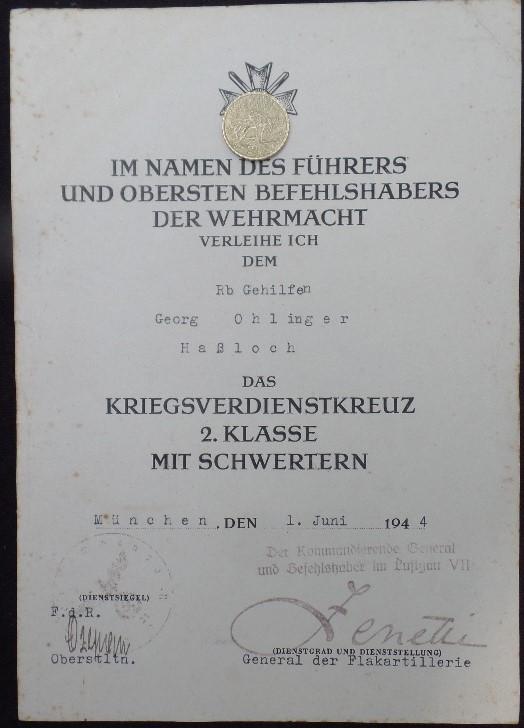 IM NAMEN DES FÜHRERS
UND OBERSTEN BEFEHLSHABERS
DER WEHRMACHT
VERLEIHE ICH
DEM
Rb Gehilfen
Georg Ohlinger
Haßloch
DAS
KRIEGSVERDIENSTKREUZ
2. KLASSE
MIT SCHWERTERN
München, DEN 1. Juni 1944
Der Kommandierende General
und Befehlshaber im Luftgau VII
(DIENSTSIEGEL)
F.d.R.
Zenetti
Oberstltn.
(DIENSTGRAD UND DIENSTSTELLUNG)
General der Flakartillerie